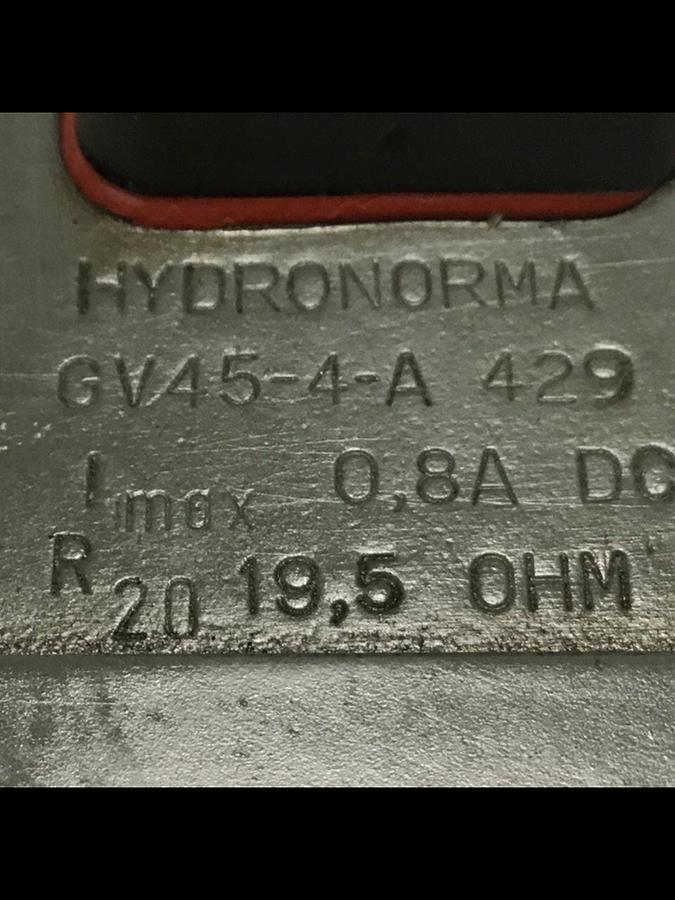 HYDRONORMA
GV45-4-A 429
Imax 0,8A DC
R20 19,5 OHM